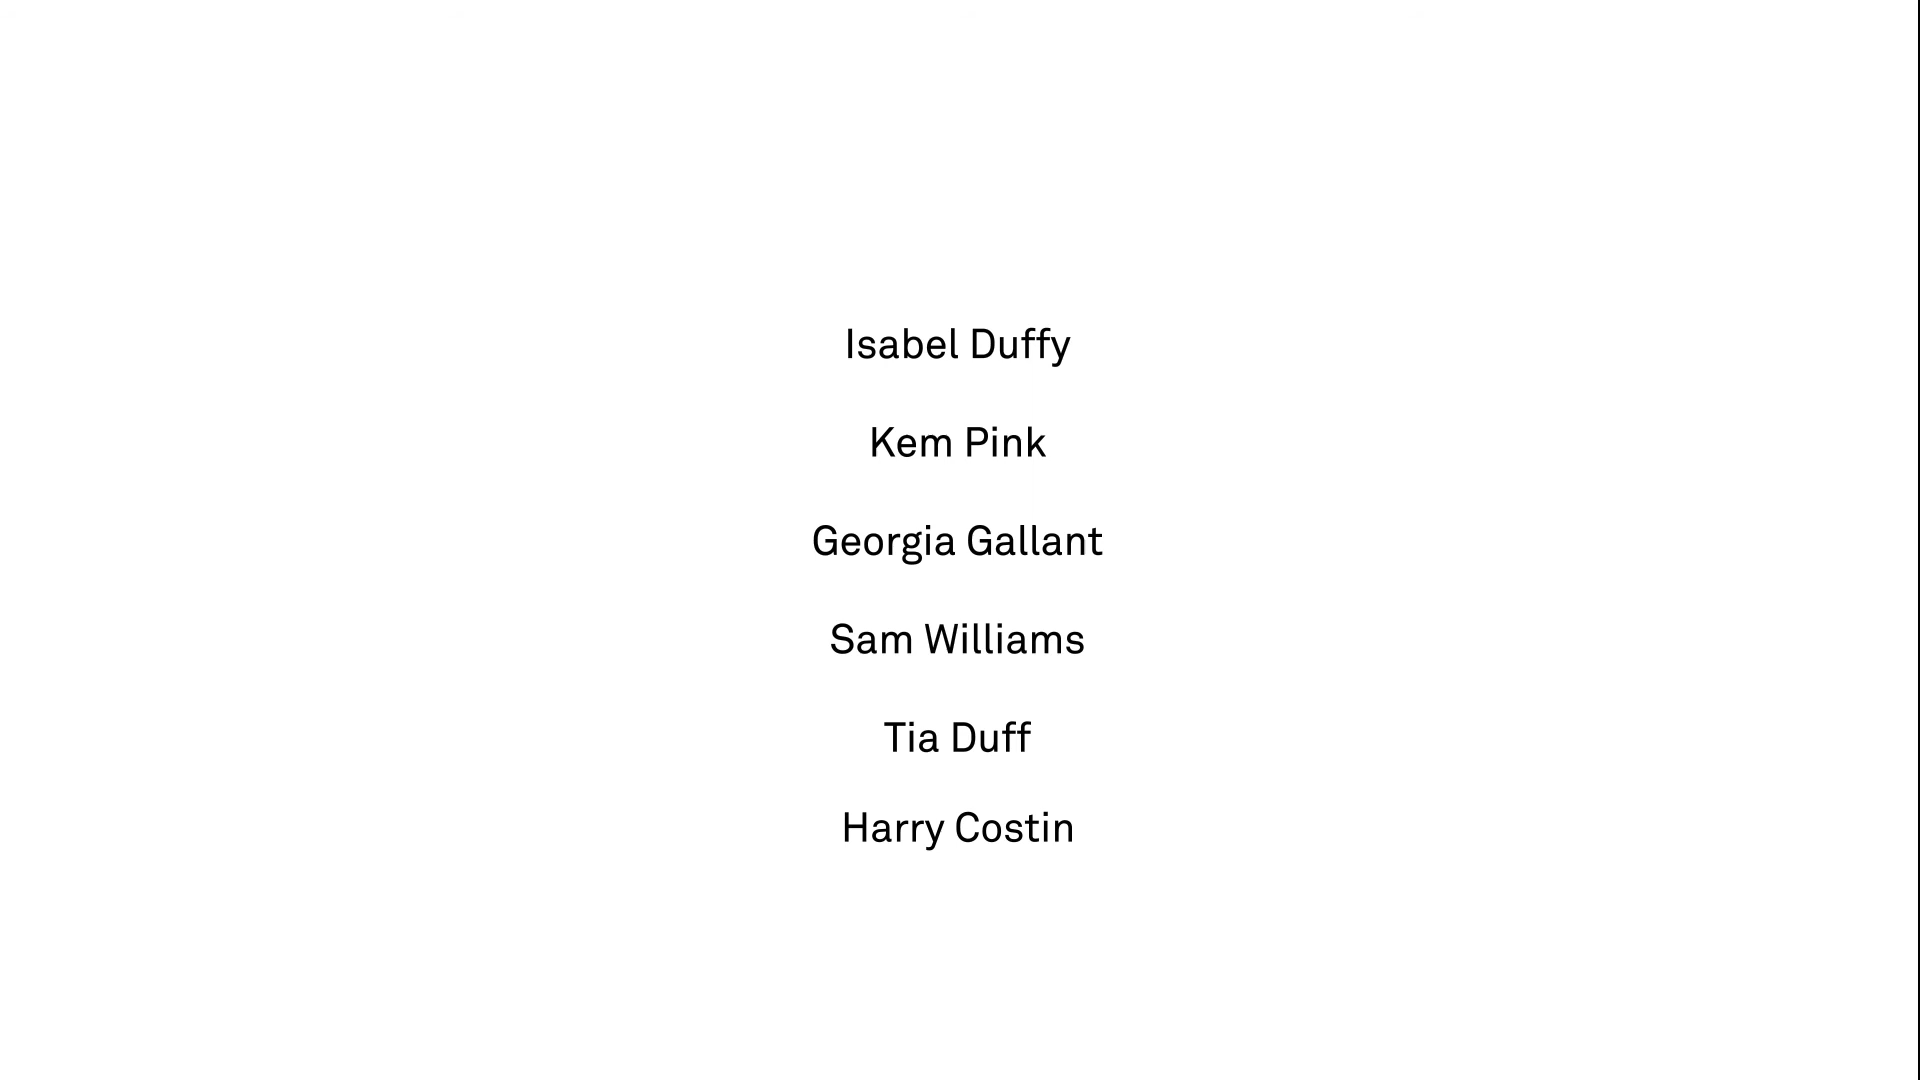 Isabel Duffy
Kem Pink
Georgia Gallant
Sam Williams
Tia Duff
Harry Costin